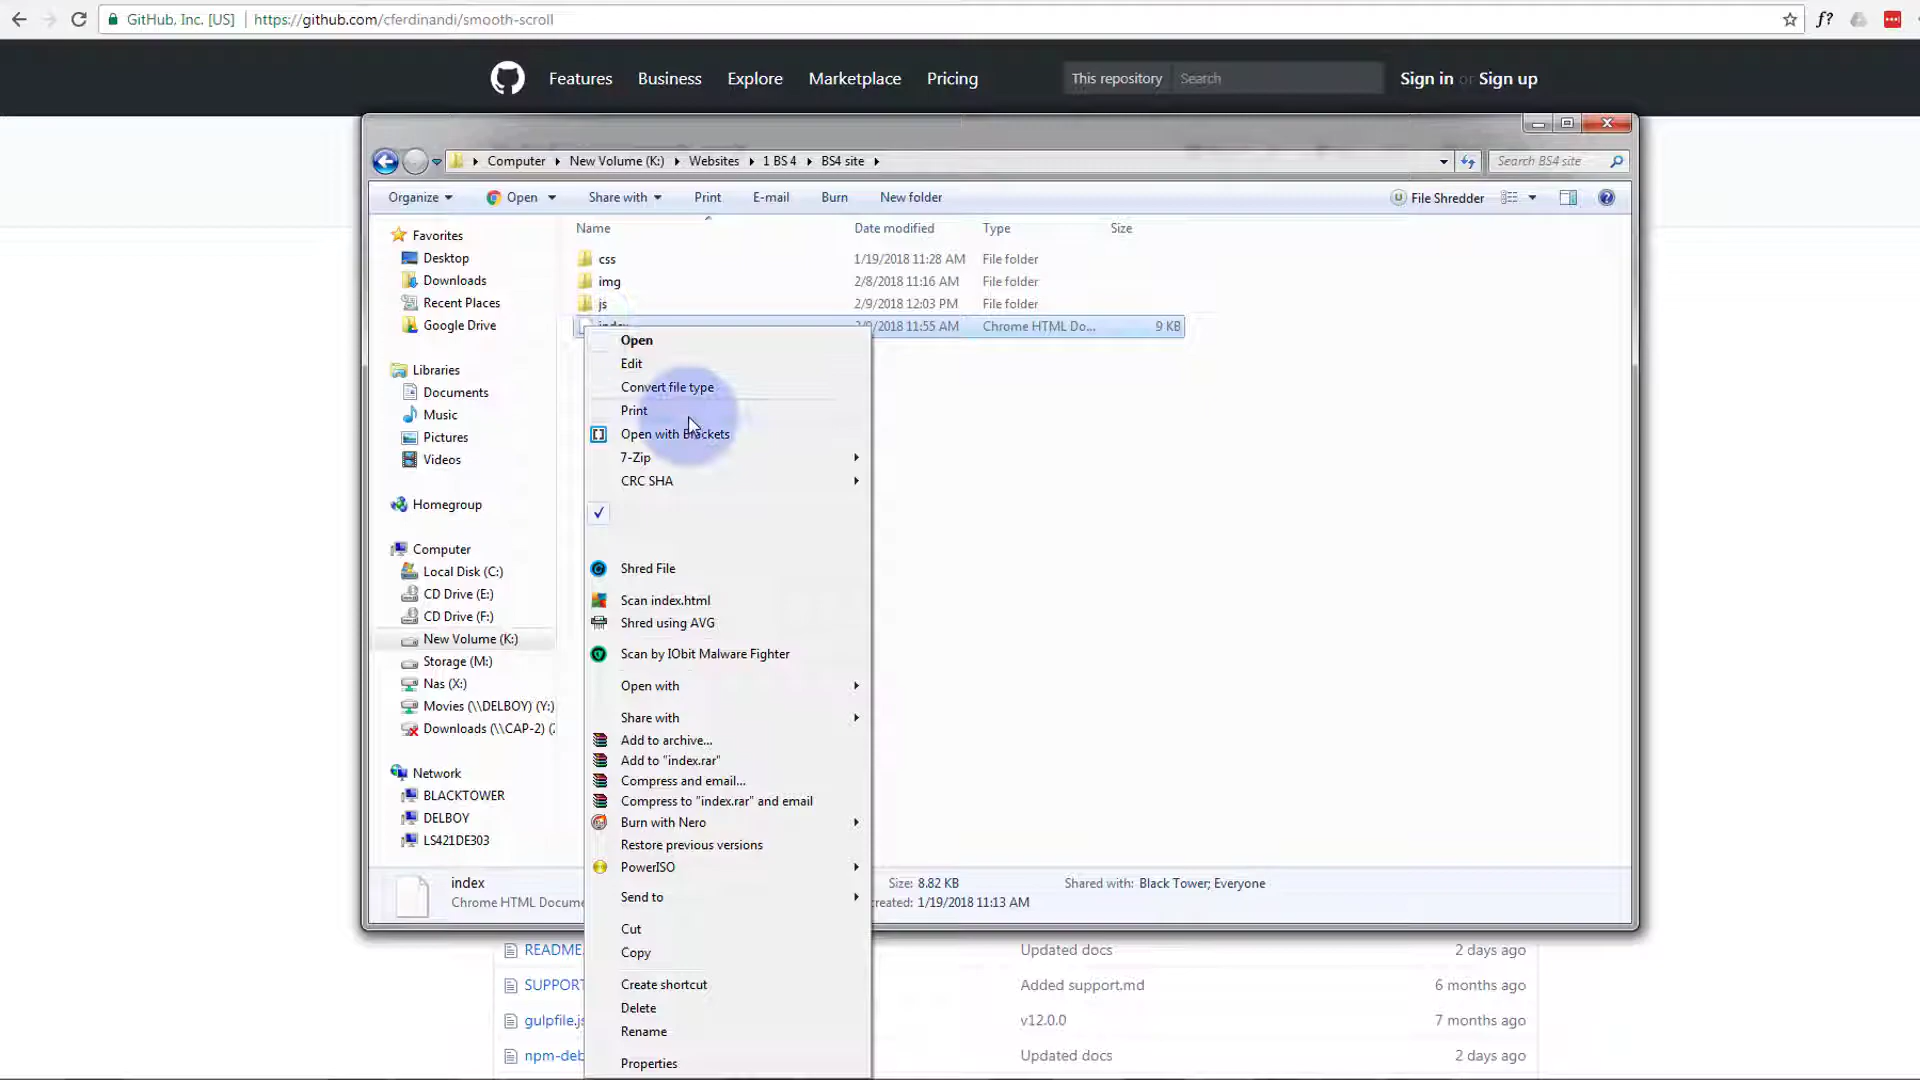 GitHub, Inc. [US] https://github.com/cferdinandi/smooth-scroll f?
Features Business Explore Marketplace Pricing This repository Search Sign in or Sign up
Computer New Volume (K:) Websites 1 BS 4 BS4 site Search BS4 site
Organize Open Share with Print E-mail Burn New folder File Shredder
Name Date modified Type Size
css 1/19/2018 11:28 AM File folder
img 2/8/2018 11:16 AM File folder
js 2/9/2018 12:03 PM File folder
index 2/9/2018 11:55 AM Chrome HTML Do... 9 KB
Favorites
Desktop
Downloads
Recent Places
Google Drive
Libraries
Documents
Music
Pictures
Videos
Homegroup
Computer
Local Disk (C:)
CD Drive (E:)
CD Drive (F:)
New Volume (K:)
Storage (M:)
Nas (X:)
Movies (\\DELBOY) (Y:)
Downloads (\\CAP-2) (
Network
BLACKTOWER
DELBOY
LS421DE303
Open
Edit
Convert file type
Print
Open with Brackets
7-Zip
CRC SHA
Shred File
Scan index.html
Shred using AVG
Scan by IObit Malware Fighter
Open with
Share with
Add to archive...
Add to "index.rar"
Compress and email...
Compress to "index.rar" and email
Burn with Nero
Restore previous versions
PowerISO
Send to
Cut
Copy
Create shortcut
Delete
Rename
Properties
index Size: 8.82 KB Shared with: Black Tower; Everyone
Chrome HTML Docume created: 1/19/2018 11:13 AM
README. Updated docs 2 days ago
SUPPORT Added support.md 6 months ago
gulpfile.js v12.0.0 7 months ago
npm-deb Updated docs 2 days ago